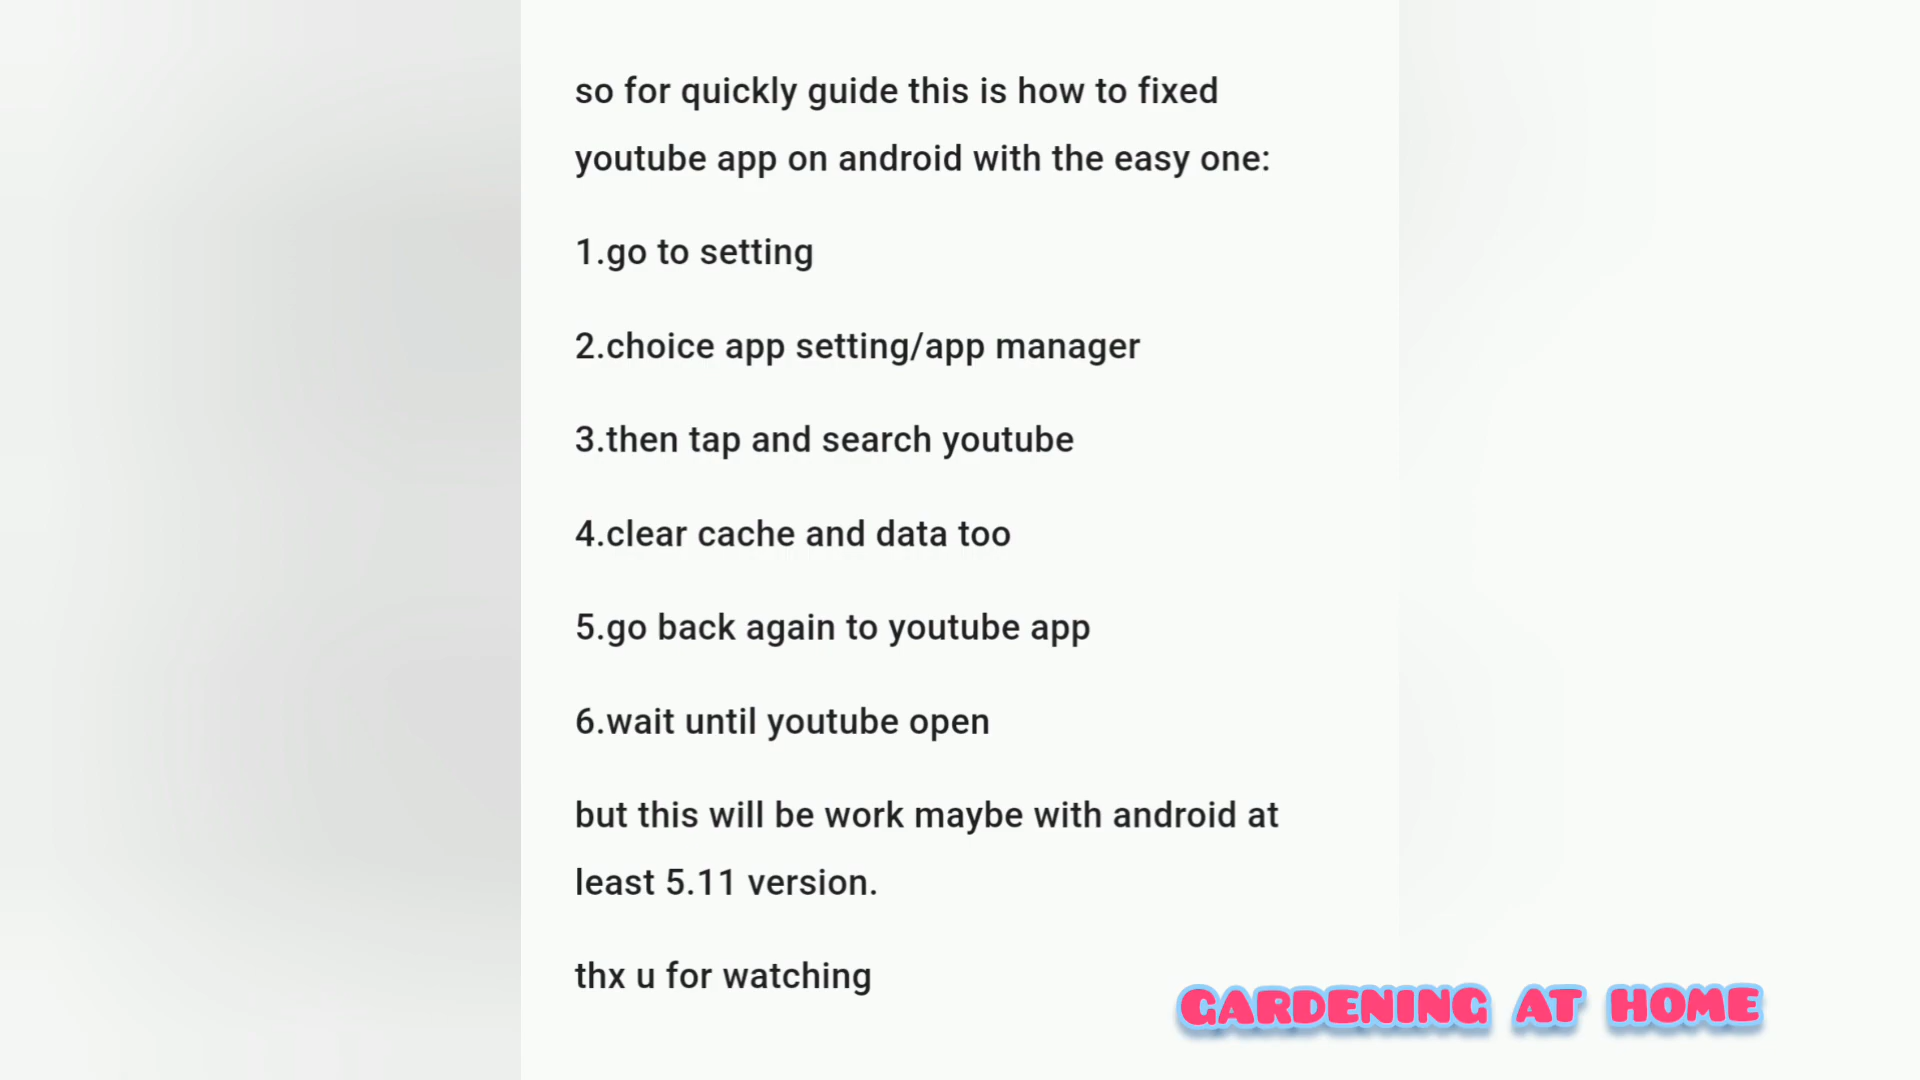 so for quickly guide this is how to fixed
youtube app on android with the easy one:
1.go to setting
2.choice app setting/app manager
3.then tap and search youtube
4.clear cache and data too
5.go back again to youtube app
6.wait until youtube open
but this will be work maybe with android at
least 5.11 version.
thx u for watching
GARDENING AT HOME